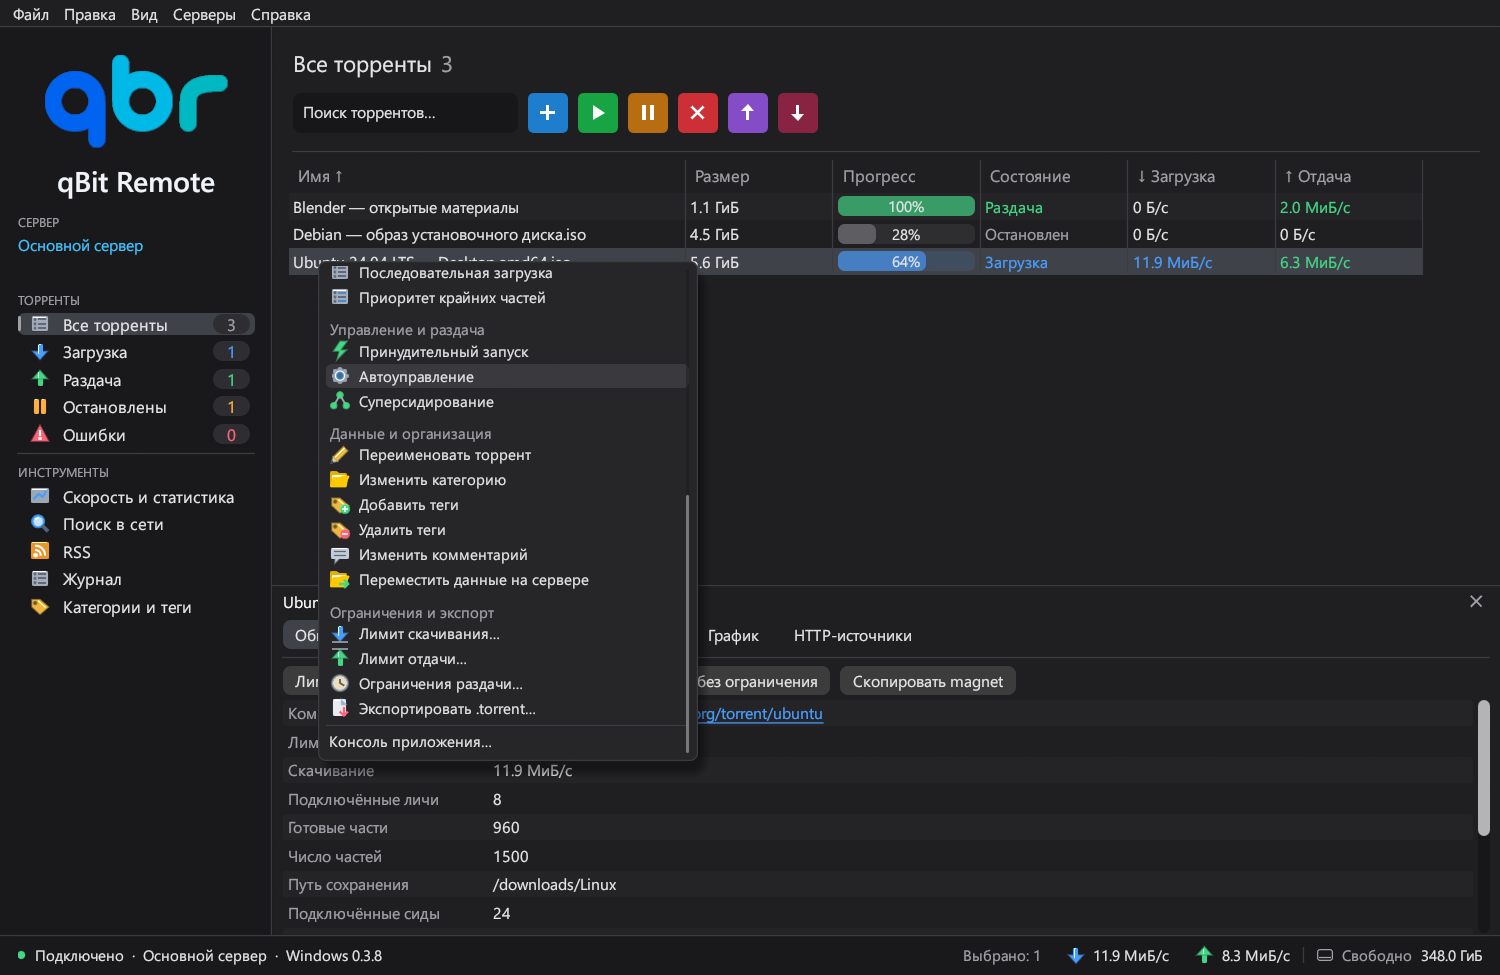 Файл Правка Вид Серверы Справка
qbr
qBit Remote
СЕРВЕР
Основной сервер
ТОРРЕНТЫ
Все торренты 3
Загрузка 1
Раздача 1
Остановлены 1
Ошибки 0
ИНСТРУМЕНТЫ
Скорость и статистика
Поиск в сети
RSS
Журнал
Категории и теги
Все торренты 3
Поиск торрентов...
Имя ↑ Размер Прогресс Состояние ↓ Загрузка ↑ Отдача
Blender — открытые материалы 1.1 ГиБ 100% Раздача 0 Б/с 2.0 МиБ/с
Debian — образ установочного диска.iso 4.5 ГиБ 28% Остановлен 0 Б/с 0 Б/с
5.6 ГиБ 64% Загрузка 11.9 МиБ/с 6.3 МиБ/с
Последовательная загрузка
Приоритет крайних частей
Управление и раздача
Принудительный запуск
Автоуправление
Суперсидирование
Данные и организация
Переименовать торрент
Изменить категорию
Добавить теги
Удалить теги
Изменить комментарий
Переместить данные на сервере
Ограничения и экспорт
Лимит скачивания...
Лимит отдачи...
Ограничения раздачи...
Экспортировать .torrent...
Консоль приложения...
График HTTP-источники
без ограничения Скопировать magnet
org/torrent/ubuntu
Скачивание 11.9 МиБ/с
Подключённые личи 8
Готовые части 960
Число частей 1500
Путь сохранения /downloads/Linux
Подключённые сиды 24
Подключено · Основной сервер · Windows 0.3.8
Выбрано: 1 11.9 МиБ/с 8.3 МиБ/с Свободно 348.0 ГиБ